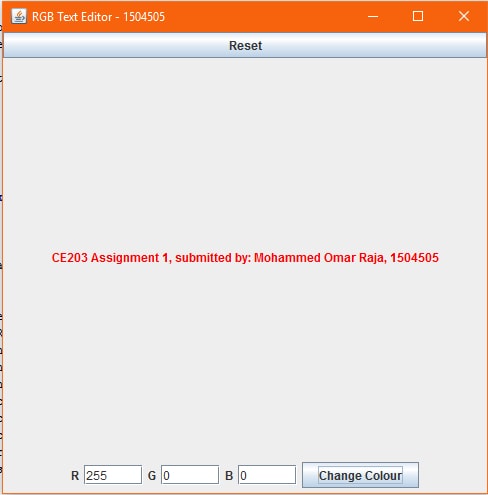 RGB Text Editor - 1504505
Reset
CE203 Assignment 1, submitted by: Mohammed Omar Raja, 1504505
R 255 G 0 B 0 Change Colour